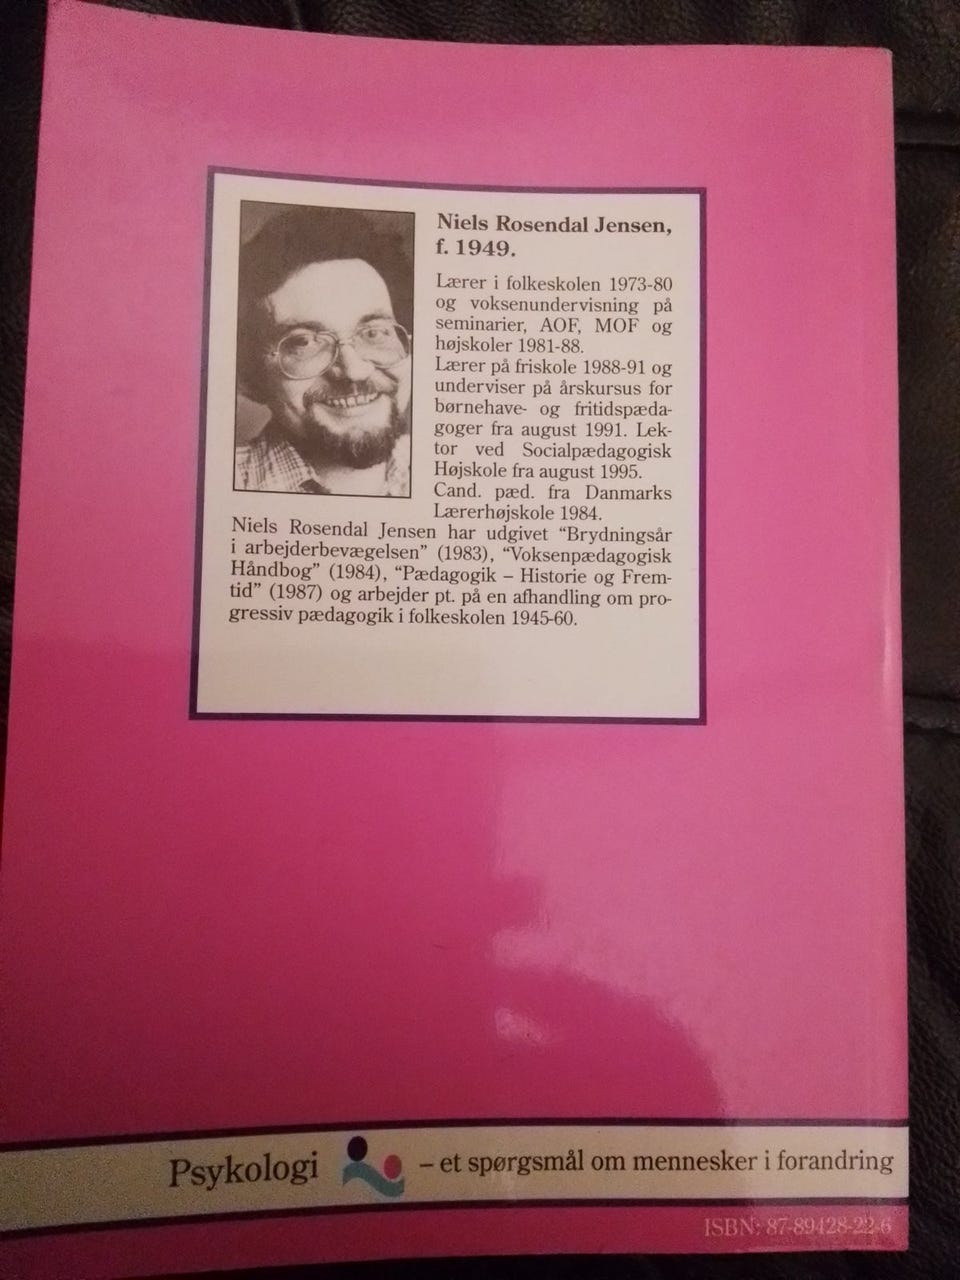 Niels Rosendal Jensen,
f. 1949.
Lærer i folkeskolen 1973-80
og voksenundervisning på
seminarier, AOF, MOF og
højskoler 1981-88.
Lærer på friskole 1988-91 og
underviser på årskursus for
børnehave- og fritidspæda-
goger fra august 1991. Lek-
tor ved Socialpædagogisk
Højskole fra august 1995.
Cand. pæd. fra Danmarks
Lærerhøjskole 1984.
Niels Rosendal Jensen har udgivet “Brydningsår
i arbejderbevægelsen” (1983), “Voksenpædagogisk
Håndbog” (1984), “Pædagogik – Historie og Frem-
tid” (1987) og arbejder pt. på en afhandling om pro-
gressiv pædagogik i folkeskolen 1945-60.
Psykologi – et spørgsmål om mennesker i forandring
ISBN: 87-89428-22-6